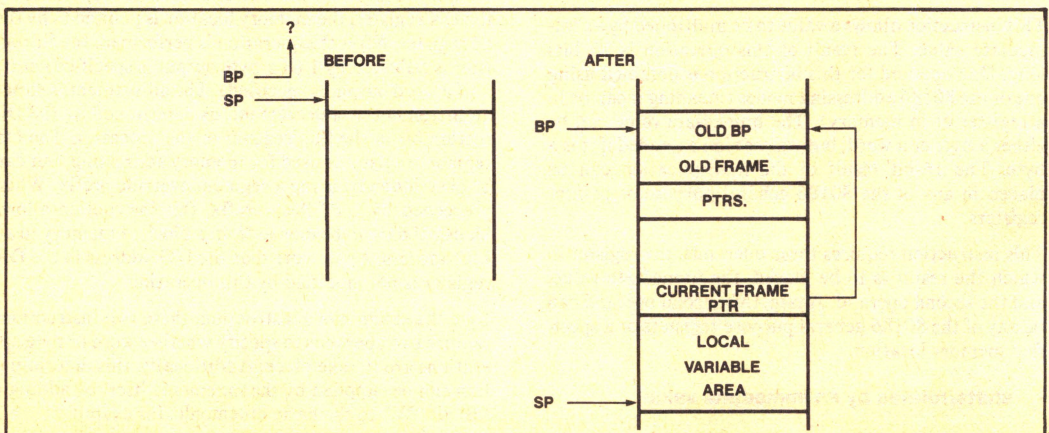 ?
BEFORE
BP
SP
AFTER
BP
OLD BP
OLD FRAME
PTRS.
CURRENT FRAME
PTR
LOCAL
VARIABLE
AREA
SP